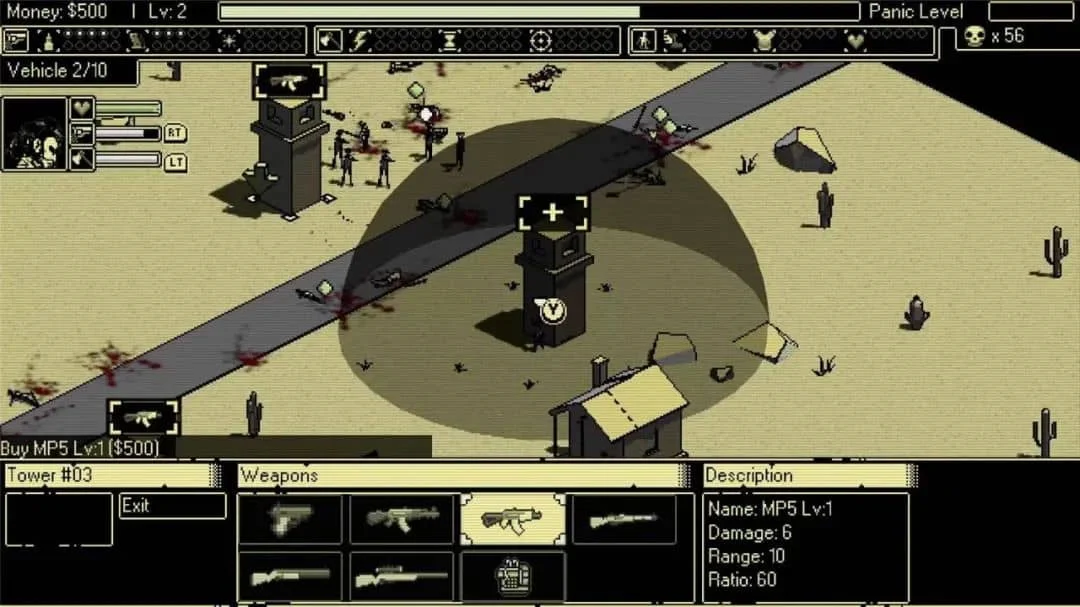 Money: $500 | Lv: 2
Panic Level
x 56
Vehicle 2/10
RT
LT
Y
Buy MP5 Lv:1 ($500)
Tower #03
Weapons
Description
Exit
Name: MP5 Lv:1
Damage: 6
Range: 10
Ratio: 60